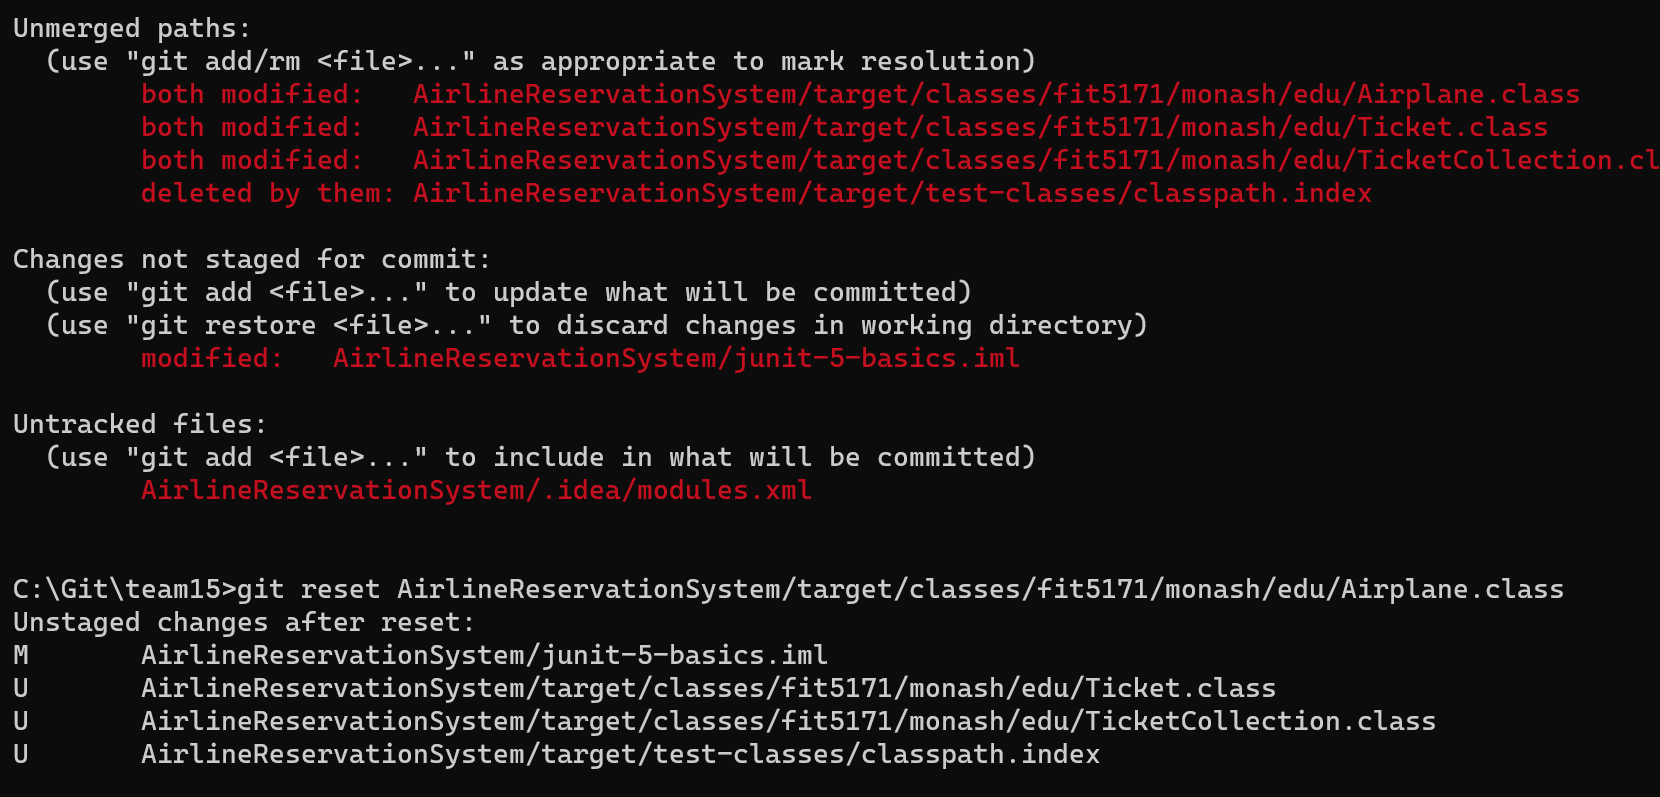 Unmerged paths:
  (use "git add/rm <file>..." as appropriate to mark resolution)
        both modified:   AirlineReservationSystem/target/classes/fit5171/monash/edu/Airplane.class
        both modified:   AirlineReservationSystem/target/classes/fit5171/monash/edu/Ticket.class
        both modified:   AirlineReservationSystem/target/classes/fit5171/monash/edu/TicketCollection.cl
        deleted by them: AirlineReservationSystem/target/test-classes/classpath.index
Changes not staged for commit:
  (use "git add <file>..." to update what will be committed)
  (use "git restore <file>..." to discard changes in working directory)
        modified:   AirlineReservationSystem/junit-5-basics.iml
Untracked files:
  (use "git add <file>..." to include in what will be committed)
        AirlineReservationSystem/.idea/modules.xml
C:\Git\team15>git reset AirlineReservationSystem/target/classes/fit5171/monash/edu/Airplane.class
Unstaged changes after reset:
M       AirlineReservationSystem/junit-5-basics.iml
U       AirlineReservationSystem/target/classes/fit5171/monash/edu/Ticket.class
U       AirlineReservationSystem/target/classes/fit5171/monash/edu/TicketCollection.class
U       AirlineReservationSystem/target/test-classes/classpath.index